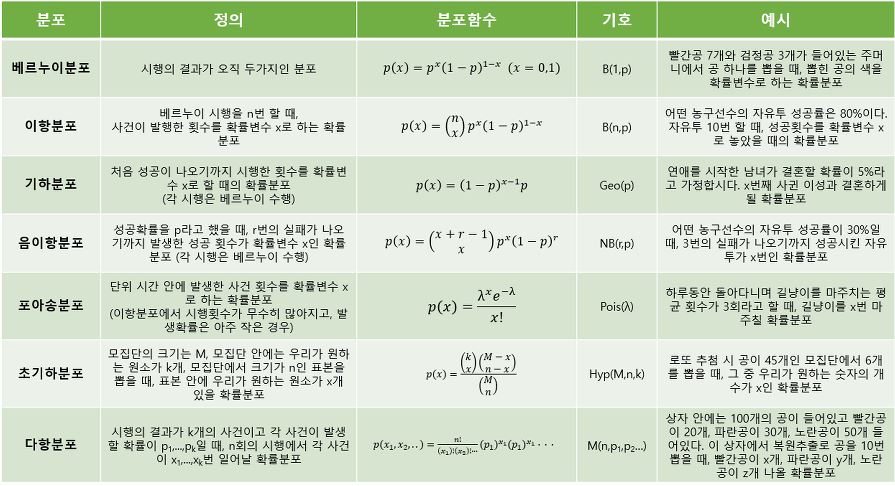 분포 정의 분포함수 기호 예시
베르누이분포
시행의 결과가 오직 두가지인 분포
p(x) = p^x(1 − p)^{1−x} (x = 0,1)
B(1,p)
빨간공 7개와 검정공 3개가 들어있는 주머
니에서 공 하나를 뽑을 때, 뽑힌 공의 색을
확률변수로 하는 확률분포
이항분포
베르누이 시행을 n번 할 때,
사건이 발행한 횟수를 확률변수 x로 하는 확률
분포
p(x) = (n x) p^x(1 − p)^{1−x}
B(n,p)
어떤 농구선수의 자유투 성공률은 80%이다.
자유투 10번 할 때, 성공횟수를 확률변수 x
로 놓았을 때의 확률분포
기하분포
처음 성공이 나오기까지 시행한 횟수를 확률변
수 x로 할 때의 확률분포
(각 시행은 베르누이 수행)
p(x) = (1 − p)^{x−1}p
Geo(p)
연애를 시작한 남녀가 결혼할 확률이 5%라
고 가정합시다. x번째 사귄 이성과 결혼하게
될 확률분포
음이항분포
성공확률을 p라고 했을 때, r번의 실패가 나오
기까지 발생한 성공 횟수가 확률변수 x인 확률
분포 (각 시행은 베르누이 수행)
p(x) = (x + r − 1 x) p^x(1 − p)^r
NB(r,p)
어떤 농구선수의 자유투 성공률이 30%일
때, 3번의 실패가 나오기까지 성공시킨 자유
투가 x번인 확률분포
포아송분포
단위 시간 안에 발생한 사건 횟수를 확률변수 x
로 하는 확률분포
(이항분포에서 시행횟수가 무수히 많아지고, 발
생확률은 아주 작은 경우)
p(x) = λ^x e^{−λ} / x!
Pois(λ)
하루동안 돌아다니며 길냥이를 마주치는 평
균 횟수가 3회라고 할 때, 길냥이를 x번 마
주칠 확률분포
초기하분포
모집단의 크기는 M, 모집단 안에는 우리가 원하
는 원소가 k개, 모집단에서 크기가 n인 표본을
뽑을 때, 표본 안에 우리가 원하는 원소가 x개
있을 확률분포
p(x) = (k x)(M − x n − x) / (M n)
Hyp(M,n,k)
로또 추첨 시 공이 45개인 모집단에서 6개
를 뽑을 때, 그 중 우리가 원하는 숫자의 개
수가 x인 확률분포
다항분포
시행의 결과가 k개의 사건이고 각 사건이 발생
할 확률이 p₁,...,pₖ일 때, n회의 시행에서 각 사건
이 x₁,...,xₖ번 일어날 확률분포
p(x₁, x₂, . . ) = n! / (x₁)!(x₂)!… (p₁)^{x₁}(p₁)^{x₁} · · ·
M(n,p₁,p₂...)
상자 안에는 100개의 공이 들어있고 빨간공
이 20개, 파란공이 30개, 노란공이 50개 들
어있다. 이 상자에서 복원추출로 공을 10번
뽑을 때, 빨간공이 x개, 파란공이 y개, 노란
공이 z개 나올 확률분포